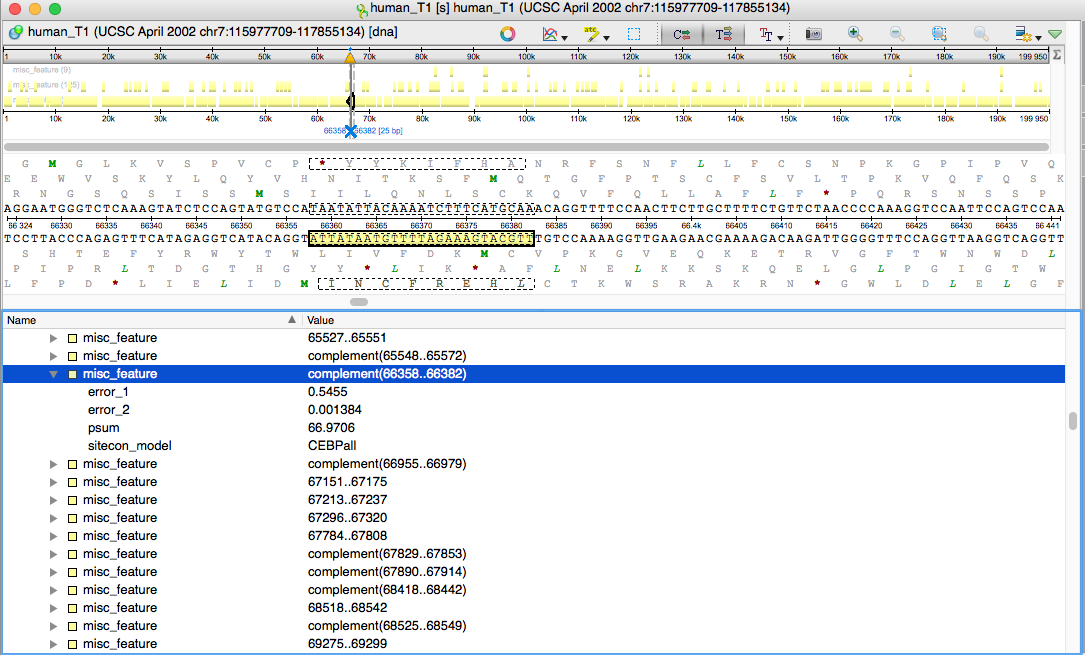 human_T1 [s] human_T1 (UCSC April 2002 chr7:115977709-117855134)
human_T1 (UCSC April 2002 chr7:115977709-117855134) [dna]
1 10k 20k 30k 40k 50k 60k 70k 80k 90k 100k 110k 120k 130k 140k 150k 160k 170k 180k 190k 199 950
misc_feature (9)
misc_feature (125)
1 10k 20k 30k 40k 50k 60k 70k 80k 90k 100k 110k 120k 130k 140k 150k 160k 170k 180k 190k 199 950
66358 66382 [25 bp]
G M G L K V S P V C P * Y Y K I F H A N R F S N F L L F C S N P K G P I P V Q
E E W V S K Y L Q Y V H N I T K S F M Q T G F P T S C F S V L T P K V Q F Q S K
R N G S Q S I S S M S I I L Q N L S C K Q V F Q L L A F L F * P Q R S N S S P
AGGAATGGGTCTCAAAGTATCTCCAGTATGTCCATAATATTACAAAATCTTTCATGCAAACAGGTTTTCCAACTTCTTGCTTTTCTGTTCTAACCCCAAAGGTCCAATTCCAGTCCAA
66 324 66330 66335 66340 66345 66350 66355 66360 66365 66370 66375 66380 66385 66390 66395 66.4k 66405 66410 66415 66420 66425 66430 66435 66 441
TCCTTACCCAGAGTTTCATAGAGGTCATACAGGTATTATAATGTTTTAGAAAGTACGTTTGTCCAAAAGGTTGAAGAACGAAAAGACAAGATTGGGGTTTCCAGGTTAAGGTCAGGTT
S H T E F Y R W Y T W L I V F D K M C V P K G V E Q K E T R V G F T W N W D L
P I P R L T D G T H G Y Y * L I K * A F L N E L K K S K Q E L G L P G I G T W
L F P D * L I E L I D M I N C F R E H L C T K W S R A K R N * G W L D L E L G F
Name Value
misc_feature 65527..65551
misc_feature complement(65548..65572)
misc_feature complement(66358..66382)
error_1 0.5455
error_2 0.001384
psum 66.9706
sitecon_model CEBPall
misc_feature complement(66955..66979)
misc_feature 67151..67175
misc_feature 67213..67237
misc_feature 67296..67320
misc_feature 67784..67808
misc_feature complement(67829..67853)
misc_feature complement(67890..67914)
misc_feature complement(68418..68442)
misc_feature 68518..68542
misc_feature complement(68525..68549)
misc_feature 69275..69299